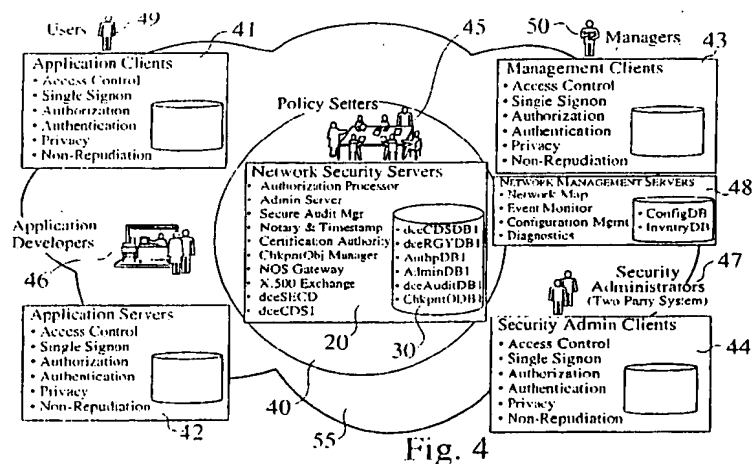 Users
49
41
Application Clients
• Access Control
• Single Signon
• Authorization
• Authentication
• Privacy
• Non-Repudiation
45
Policy Setters
50
Managers
43
Management Clients
• Access Control
• Single Signon
• Authorization
• Authentication
• Privacy
• Non-Repudiation
NETWORK MANAGEMENT SERVERS
48
• Network Map
• Event Monitor
• Configuration Mgmt
• Diagnostics
• ConfigDB
• InvntryDB
Network Security Servers
• Authorization Processor
• Admin Server
• Secure Audit Mgr
• Notary & Timestamp
• Certification Authority
• ChkpntObj Manager
• NOS Gateway
• X.500 Exchange
• dceSECD
• dceCDS1
• dceCDSDB1
• dceRGYDB1
• AuthpDB1
• AdminDB1
• dceAuditDB1
• ChkpntODB1
20
30
Application
Developers
46
47
Security
Administrators
(Two Party System)
Application Servers
• Access Control
• Single Signon
• Authorization
• Authentication
• Privacy
• Non-Repudiation
42
40
55
Security Admin Clients
• Access Control
• Single Signon
• Authorization
• Authentication
• Privacy
• Non-Repudiation
44
Fig. 4